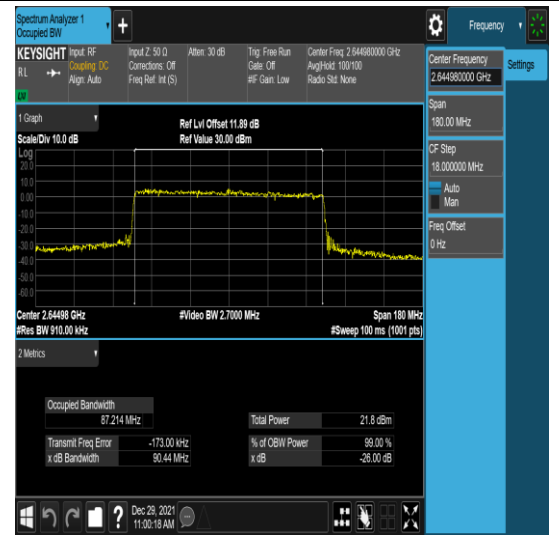 Spectrum Analyzer 1
Occupied BW
+
Frequency
KEYSIGHT
R L
LXI
Input: RF
Coupling: DC
Align: Auto
Input Z: 50 Ω
Corrections: Off
Freq Ref: Int (S)
Atten: 30 dB
Trig: Free Run
Gate: Off
#IF Gain: Low
Center Freq: 2.644980000 GHz
Avg|Hold: 100/100
Radio Std: None
Center Frequency
2.644980000 GHz
Settings
Span
180.00 MHz
CF Step
18.000000 MHz
Auto
Man
Freq Offset
0 Hz
1 Graph
Scale/Div 10.0 dB
Ref Lvl Offset 11.89 dB
Ref Value 30.00 dBm
Log
20.0
10.0
0.00
-10.0
-20.0
-30.0
-40.0
-50.0
-60.0
Center 2.64498 GHz
#Res BW 910.00 kHz
#Video BW 2.7000 MHz
Span 180 MHz
#Sweep 100 ms (1001 pts)
2 Metrics
Occupied Bandwidth
87.214 MHz
Total Power 21.8 dBm
Transmit Freq Error -173.00 kHz
% of OBW Power 99.00 %
x dB Bandwidth 90.44 MHz
x dB -26.00 dB
?
Dec 29, 2021
11:00:18 AM